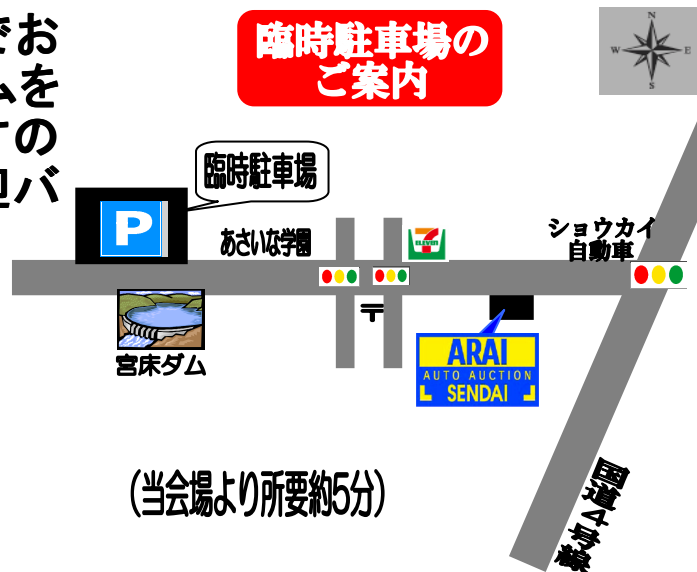 臨時駐車場の
ご案内
N
W E
S
でお
ムを
の
バ
臨時駐車場
P
あさいな学園
7
ELEVEN
ショウカイ
自動車
〒
宮床ダム
ARAI
AUTO AUCTION
SENDAI
(当会場より所要約5分)
国道4号線